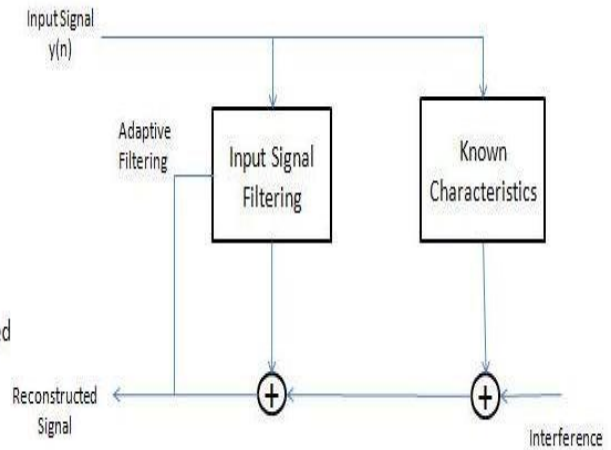 Input Signal
y(n)
Adaptive
Filtering
Input Signal
Filtering
Known
Characteristics
Reconstructed
Signal
+
+
Interference